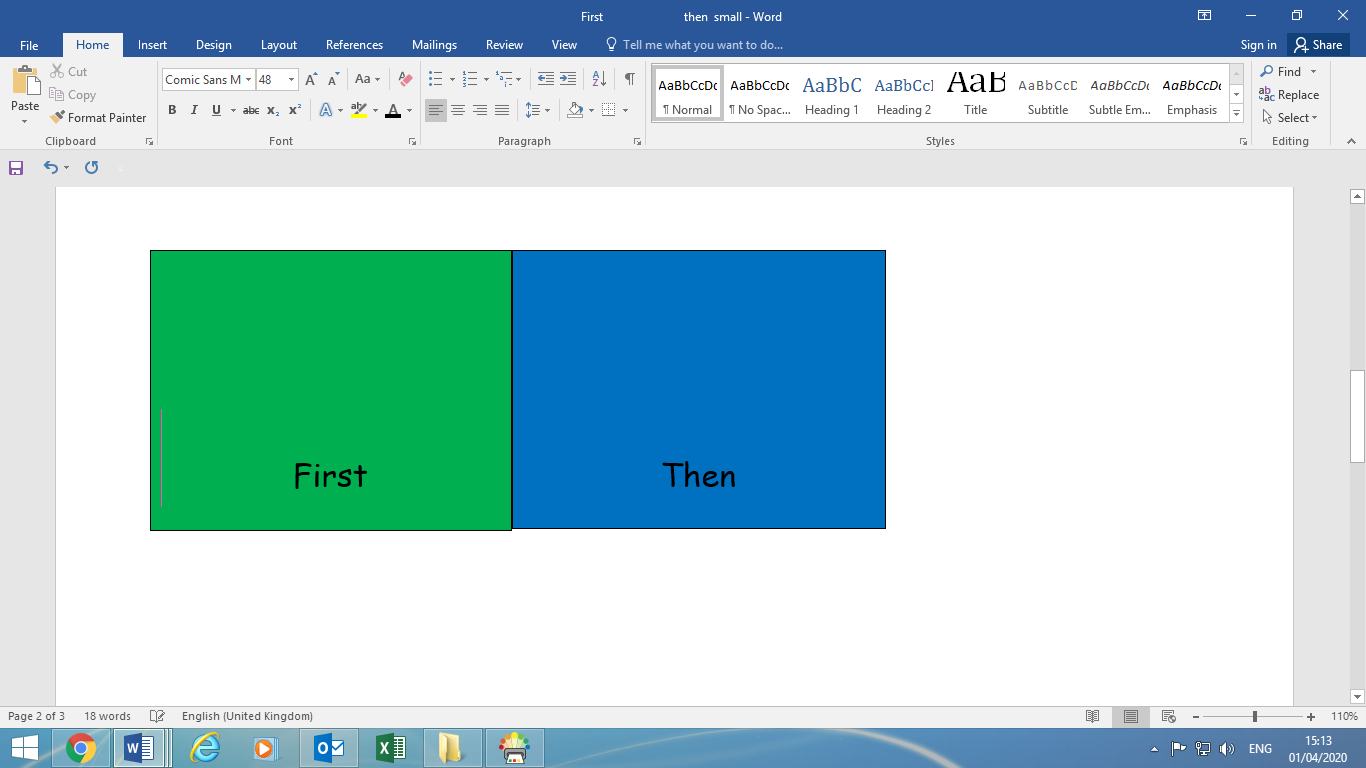 First then small - Word
File Home Insert Design Layout References Mailings Review View Tell me what you want to do... Sign in Share
Paste
Cut
Copy
Format Painter
Clipboard
Comic Sans M 48
Font
Paragraph
AaBbCcDc AaBbCcDc AaBbC AaBbCcI AaB AaBbCcD AaBbCcDc AaBbCcDc
¶ Normal ¶ No Spac... Heading 1 Heading 2 Title Subtitle Subtle Em... Emphasis
Styles
Find
Replace
Select
Editing
First
Then
Page 2 of 3 18 words English (United Kingdom) 110%
ENG
15:13
01/04/2020